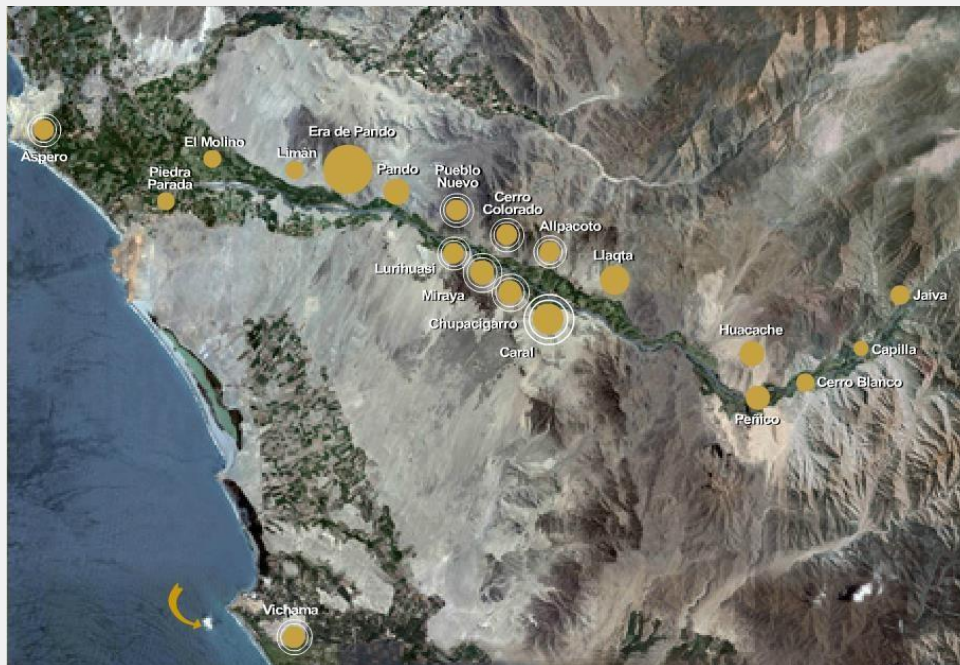 Áspero
El Molino
Piedra
Parada
Limán
Era de Pando
Pando
Pueblo
Nuevo
Cerro
Colorado
Allpacoto
Llaqta
Lurihuasi
Miraya
Chupacigarro
Caral
Jaiva
Huacache
Capilla
Cerro Blanco
Peñico
Vichama